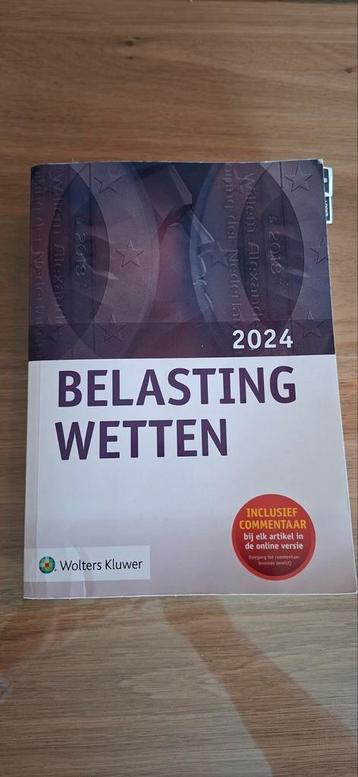 2024
BELASTING
WETTEN
INCLUSIEF
COMMENTAAR
bij elk artikel in
de online versie
Wolters Kluwer